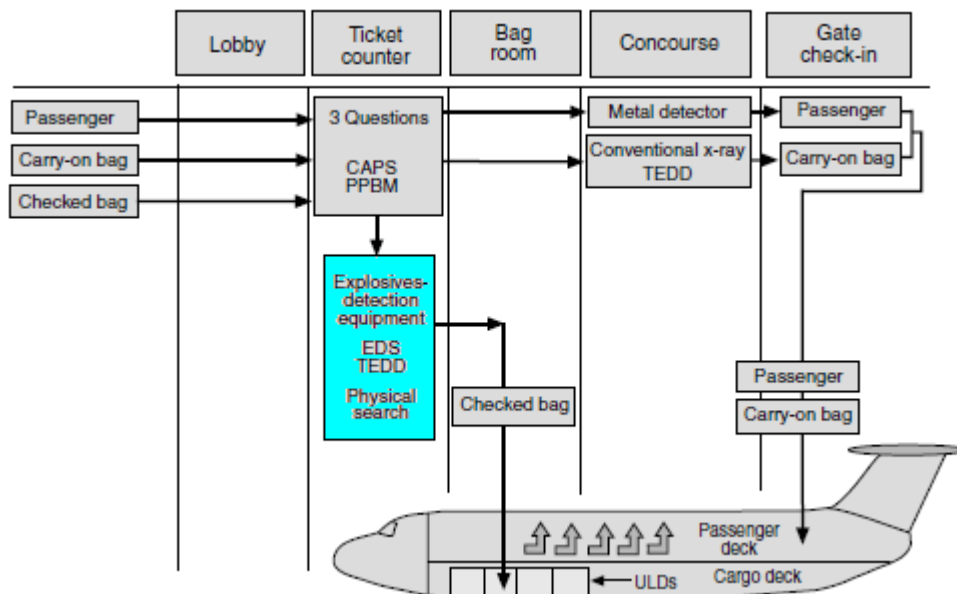 Lobby
Ticket
counter
Bag
room
Concourse
Gate
check-in
Passenger
3 Questions
Metal detector
Passenger
Carry-on bag
CAPS
PPBM
Conventional x-ray
TEDD
Carry-on bag
Checked bag
Explosives-
detection
equipment
EDS
TEDD
Physical
search
Checked bag
Passenger
Carry-on bag
Passenger
deck
ULDs
Cargo deck